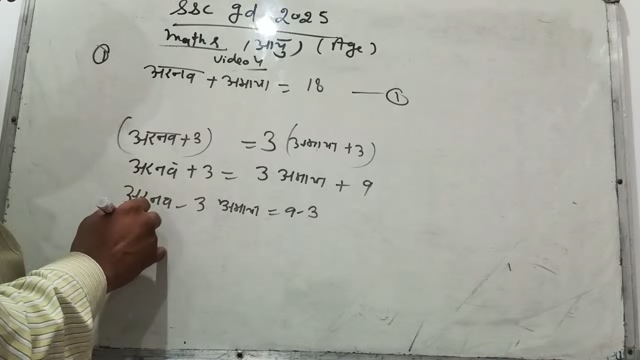 SSC gd 2025
Maths (आयु) (Age)
Video 4
① अरनव + अमाया = 18 — ①
(अरनव + 3) = 3 (अमाया + 3)
अरनव + 3 = 3 अमाया + 9
अरनव - 3 अमाया = 9 - 3